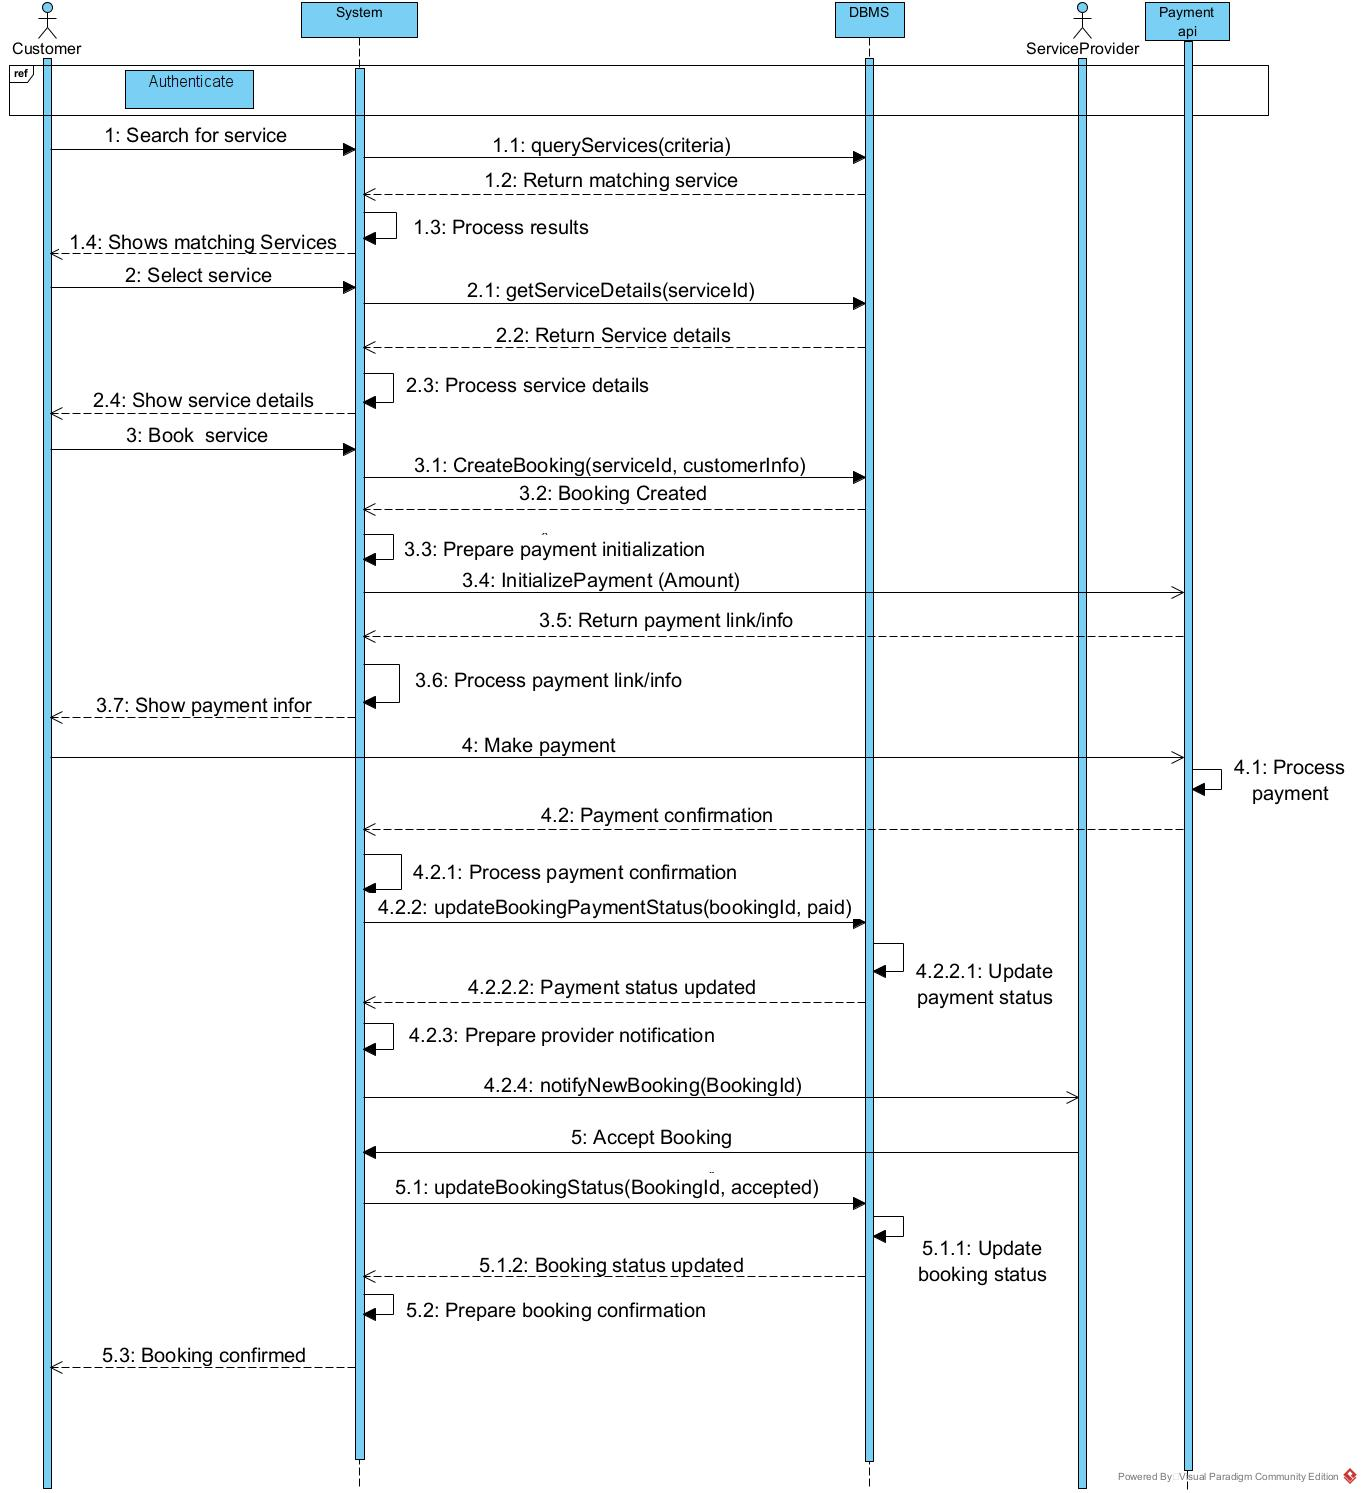 Customer
System
DBMS
ServiceProvider
Payment
api
ref
Authenticate
1: Search for service
1.1: queryServices(criteria)
1.2: Return matching service
1.3: Process results
1.4: Shows matching Services
2: Select service
2.1: getServiceDetails(serviceId)
2.2: Return Service details
2.3: Process service details
2.4: Show service details
3: Book  service
3.1: CreateBooking(serviceId, customerInfo)
3.2: Booking Created
3.3: Prepare payment initialization
3.4: InitializePayment (Amount)
3.5: Return payment link/info
3.6: Process payment link/info
3.7: Show payment infor
4: Make payment
4.1: Process
payment
4.2: Payment confirmation
4.2.1: Process payment confirmation
4.2.2: updateBookingPaymentStatus(bookingId, paid)
4.2.2.1: Update
payment status
4.2.2.2: Payment status updated
4.2.3: Prepare provider notification
4.2.4: notifyNewBooking(BookingId)
5: Accept Booking
5.1: updateBookingStatus(BookingId, accepted)
5.1.1: Update
booking status
5.1.2: Booking status updated
5.2: Prepare booking confirmation
5.3: Booking confirmed
Powered By: Visual Paradigm Community Edition